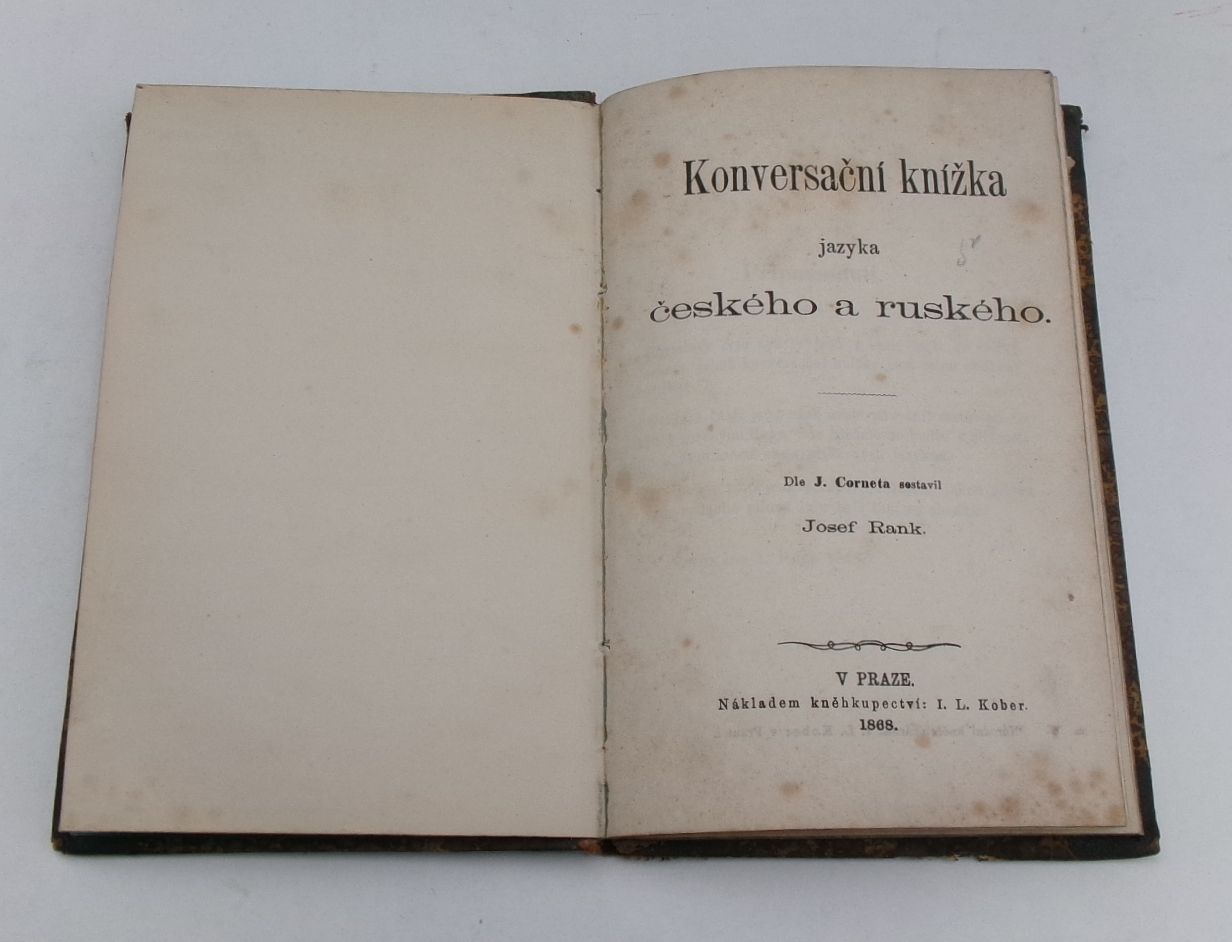 Konversační knížka
jazyka
českého a ruského.
Dle J. Corneta sestavil
Josef Rank.
V PRAZE.
Nákladem kněhkupectví: I. L. Kober.
1868.